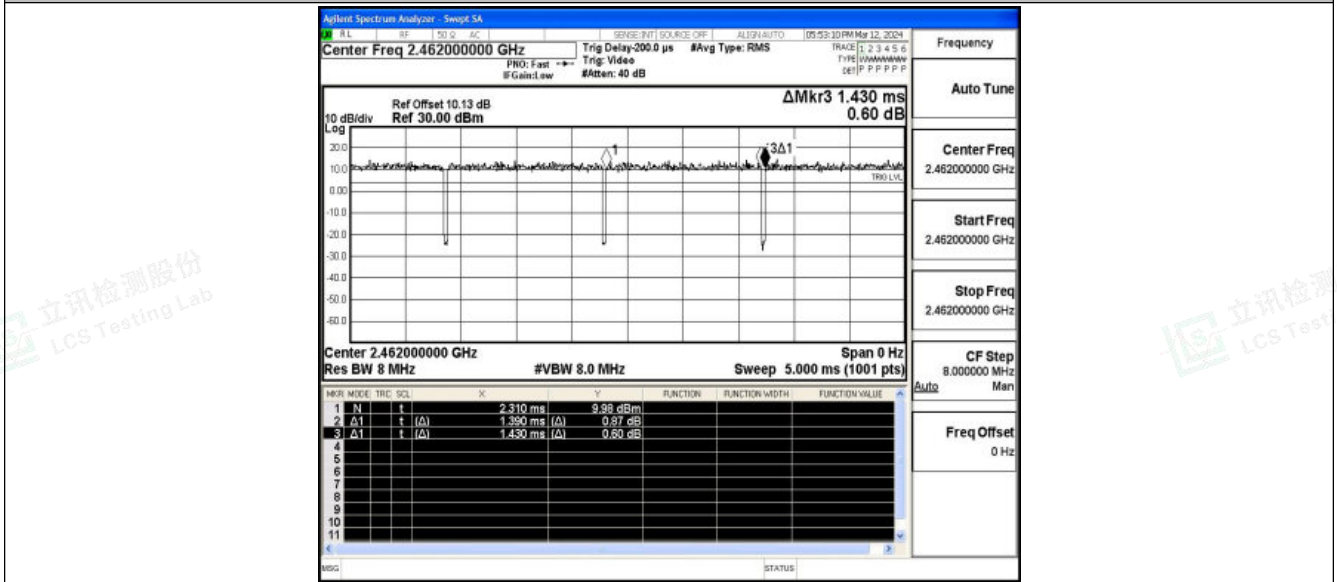 Agilent Spectrum Analyzer - Swept SA
RL RF 50 Ω AC SENSE:INT SOURCE OFF ALIGN AUTO 05:53:10 PM Mar 12, 2024
Center Freq 2.462000000 GHz
PNO: Fast
IFGain:Low
Trig Delay-200.0 µs #Avg Type: RMS
Trig: Video
#Atten: 40 dB
TRACE 1 2 3 4 5 6
TYPE
DET P P P P P P
ΔMkr3 1.430 ms
0.60 dB
Ref Offset 10.13 dB
10 dB/div Ref 30.00 dBm
Log
20.0
10.0
0.00
-10.0
-20.0
-30.0
-40.0
-50.0
-60.0
1
3Δ1
TRIG LVL
Center 2.462000000 GHz Span 0 Hz
Res BW 8 MHz #VBW 8.0 MHz Sweep 5.000 ms (1001 pts)
MKR MODE TRC SCL X Y FUNCTION FUNCTION WIDTH FUNCTION VALUE
1 N t 2.310 ms 9.98 dBm
2 Δ1 t (Δ) 1.390 ms (Δ) 0.87 dB
3 Δ1 t (Δ) 1.430 ms (Δ) 0.60 dB
4
5
6
7
8
9
10
11
MSG STATUS
Frequency
Auto Tune
Center Freq
2.462000000 GHz
Start Freq
2.462000000 GHz
Stop Freq
2.462000000 GHz
CF Step
8.000000 MHz
Auto Man
Freq Offset
0 Hz
立讯检测股份
LCS Testing Lab
立讯检测
LCS Test